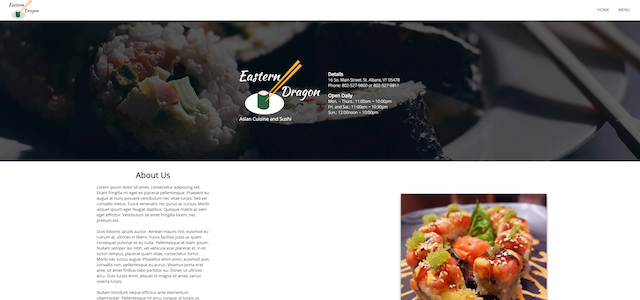 Eastern
Dragon
HOME MENU
Eastern
Dragon
Asian Cuisine and Sushi
Details
16 So. Main Street, St. Albans, VT 05478
Phone: 802-527-9800 or 802-527-9811
Open Daily
Mon. - Thurs.: 11:00am - 10:00pm
Fri. and Sat.: 11:00am - 10:30pm
Sun.: 12:00noon - 10:00pm
About Us
Lorem ipsum dolor sit amet, consectetur adipiscing elit.
Etiam fringilla mi eget ex placerat pellentesque. Praesent eu
augue at nunc posuere vestibulum nec vitae turpis. Sed vel
convallis metus. Fusce venenatis nec purus ac cursus. Morbi
aliquet ipsum eget feugiat dapibus. Quisque mattis ac sem
eget efficitur. Vestibulum sit amet fringilla lorem, nec
pretium est.
Duis lobortis iaculis auctor. Aenean mauris nisl, euismod eu
rutrum ac, ultrices in libero. Fusce facilisis justo ac quam
consequat pulvinar et eu nulla. Pellentesque at diam ipsum.
Nullam semper leo nibh, vel vehicula erat placerat et. In et
tortor tempus, placerat quam vitae, consectetur tortor.
Morbi nec luctus augue. Phasellus enim enim, euismod quis
convallis non, pellentesque eu purus. Vivamus porta erat
ante, sit amet finibus odio porttitor eu. Donec ut ultrices
arcu. Duis turpis enim, aliquet id magna sit amet, varius
viverra turpis.
Nullam tincidunt neque efficitur ante elementum
ullamcorper. Pellentesque mi arcu, congue ut turpis ut,